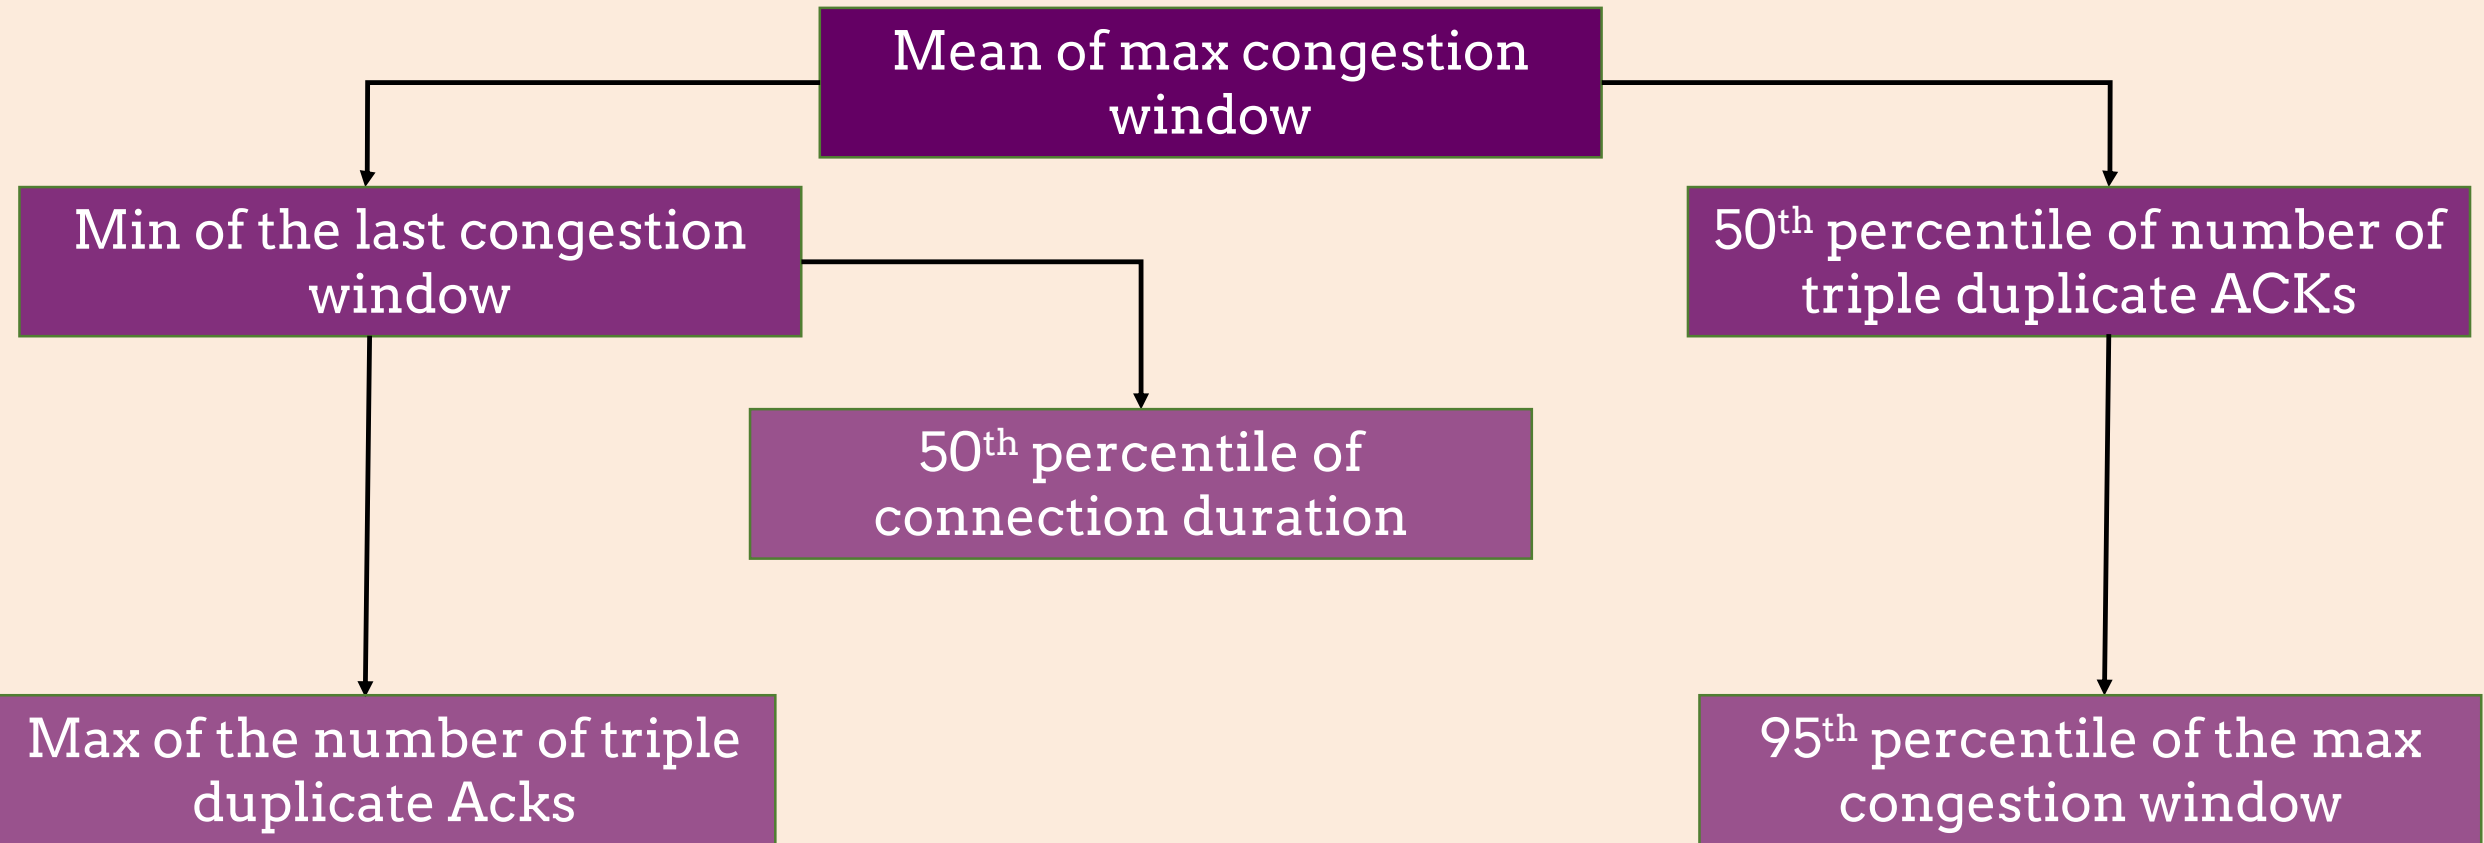 Mean of max congestion
window
Min of the last congestion
window
50th percentile of number of
triple duplicate ACKs
50th percentile of
connection duration
Max of the number of triple
duplicate Acks
95th percentile of the max
congestion window